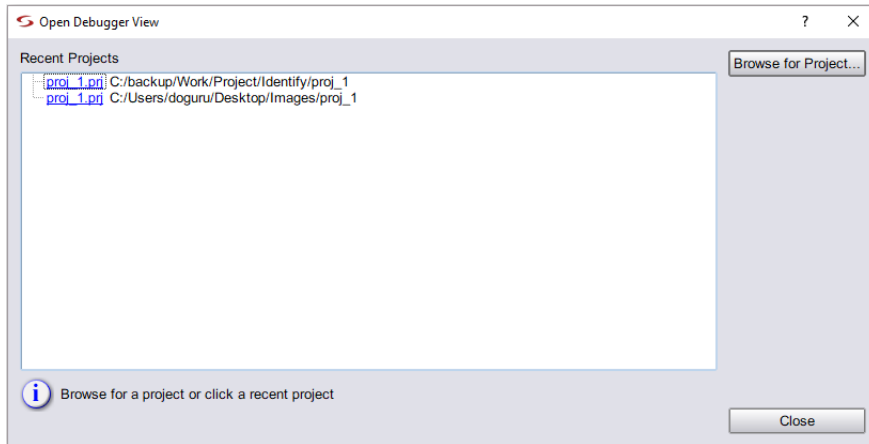 Open Debugger View
Recent Projects
Browse for Project...
proj_1.prj C:/backup/Work/Project/Identify/proj_1
proj_1.prj C:/Users/doguru/Desktop/Images/proj_1
Browse for a project or click a recent project
Close